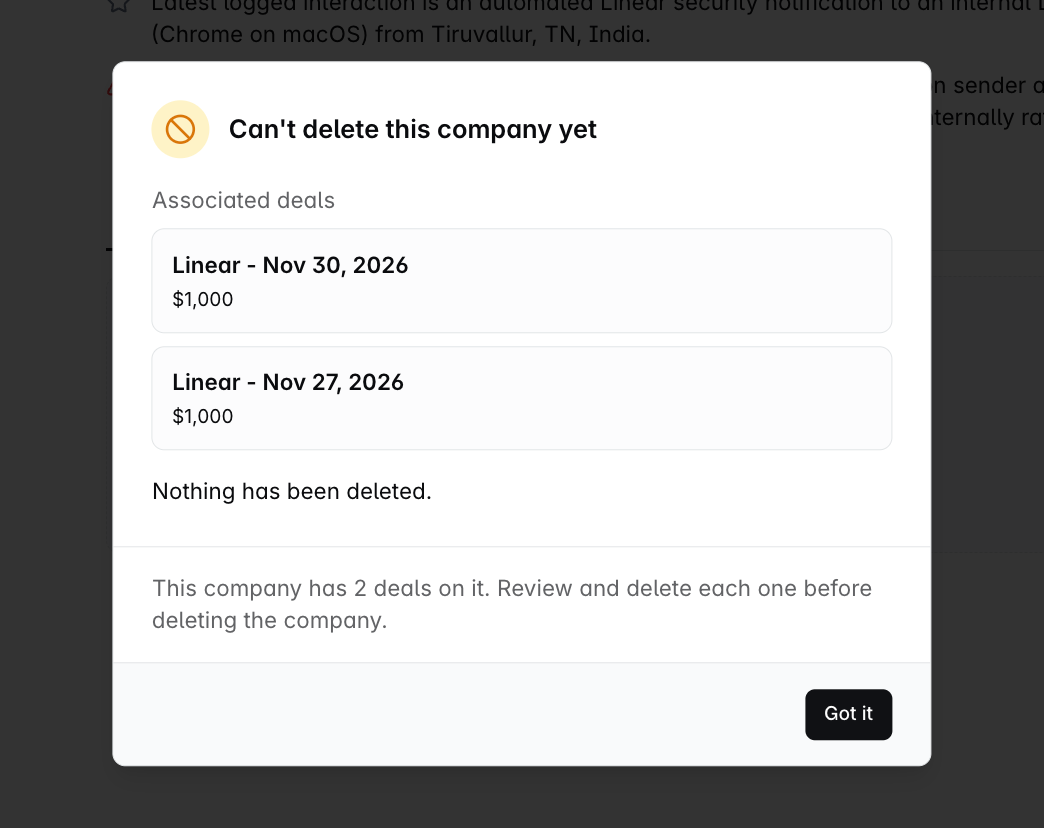 Latest logged interaction is an automated Linear security notification to an internal
(Chrome on macOS) from Tiruvallur, TN, India.
n sender a
nternally ra
Can't delete this company yet
Associated deals
Linear - Nov 30, 2026
$1,000
Linear - Nov 27, 2026
$1,000
Nothing has been deleted.
This company has 2 deals on it. Review and delete each one before
deleting the company.
Got it